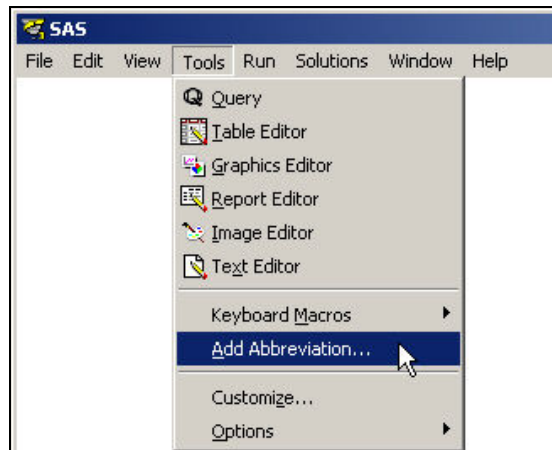 SAS
File Edit View Tools Run Solutions Window Help
Query
Table Editor
Graphics Editor
Report Editor
Image Editor
Text Editor
Keyboard Macros
Add Abbreviation...
Customize...
Options